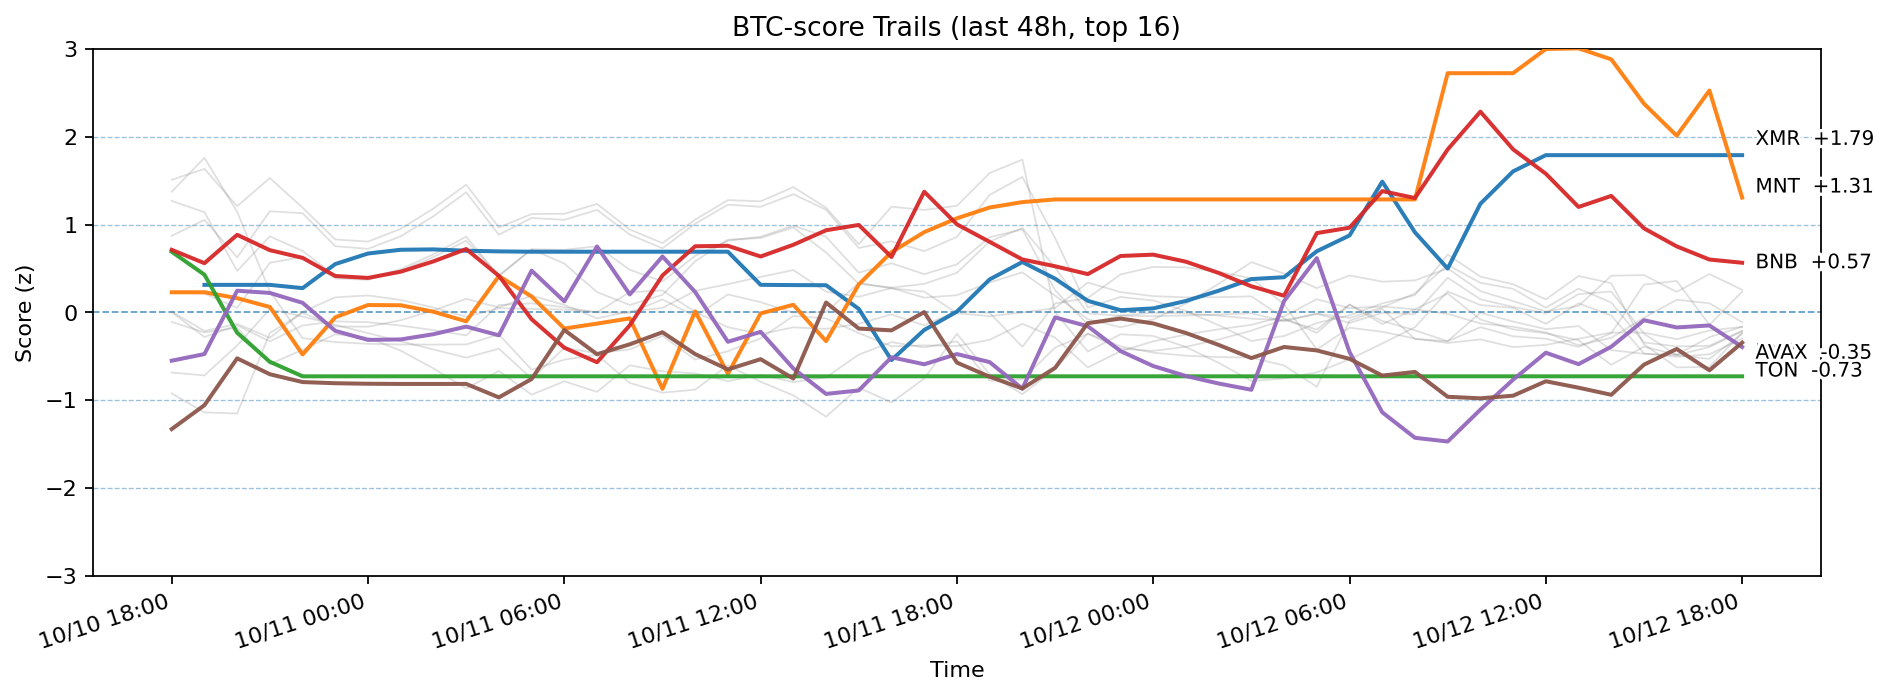 BTC-score Trails (last 48h, top 16)
Score (z)
3
2
1
0
−1
−2
−3
XMR +1.79
MNT +1.31
BNB +0.57
AVAX -0.35
TON -0.73
10/10 18:00
10/11 00:00
10/11 06:00
10/11 12:00
10/11 18:00
10/12 00:00
10/12 06:00
10/12 12:00
10/12 18:00
Time